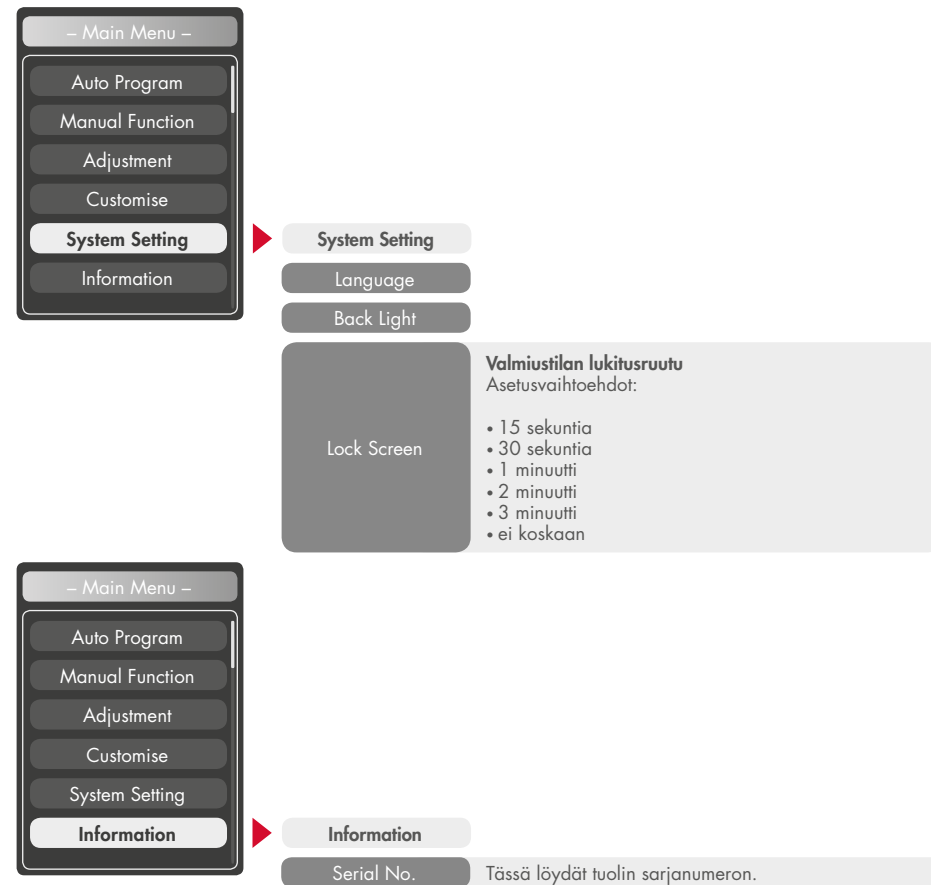 – Main Menu –
Auto Program
Manual Function
Adjustment
Customise
System Setting
Information
System Setting
Language
Back Light
Lock Screen
Valmiustilan lukitusruutu
Asetusvaihtoehdot:
• 15 sekuntia
• 30 sekuntia
• 1 minuutti
• 2 minuutti
• 3 minuutti
• ei koskaan
– Main Menu –
Auto Program
Manual Function
Adjustment
Customise
System Setting
Information
Information
Serial No.
Tässä löydät tuolin sarjanumeron.